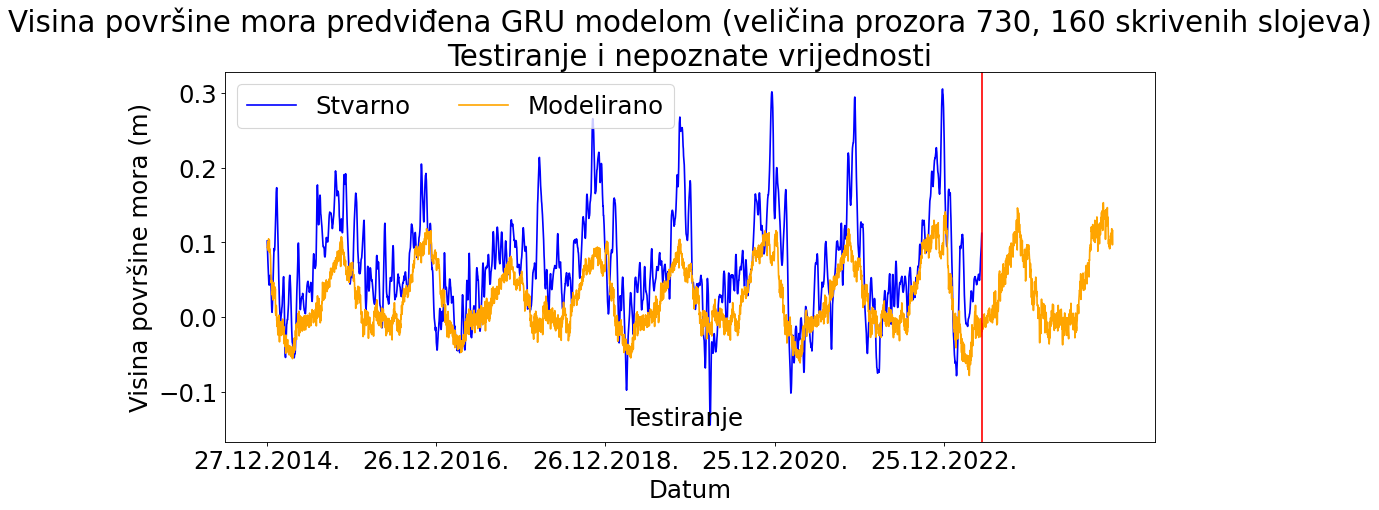 Visina površine mora predviđena GRU modelom (veličina prozora 730, 160 skrivenih slojeva)
Testiranje i nepoznate vrijednosti
Stvarno Modelirano
Visina površine mora (m)
0.3
0.2
0.1
0.0
−0.1
Testiranje
27.12.2014. 26.12.2016. 26.12.2018. 25.12.2020. 25.12.2022.
Datum